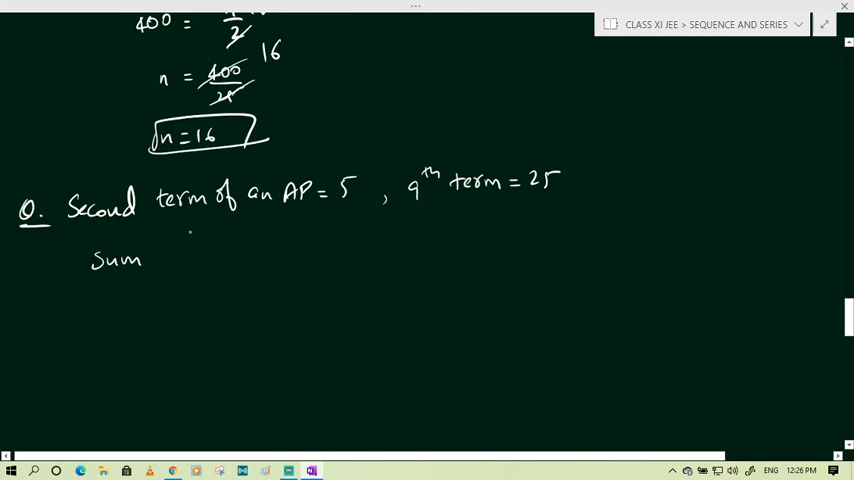 CLASS XI JEE > SEQUENCE AND SERIES
400 =
2
n = 400 16
n = 16
Q. Second term of an AP = 5 , 9th term = 25
Sum
ENG 12:26 PM